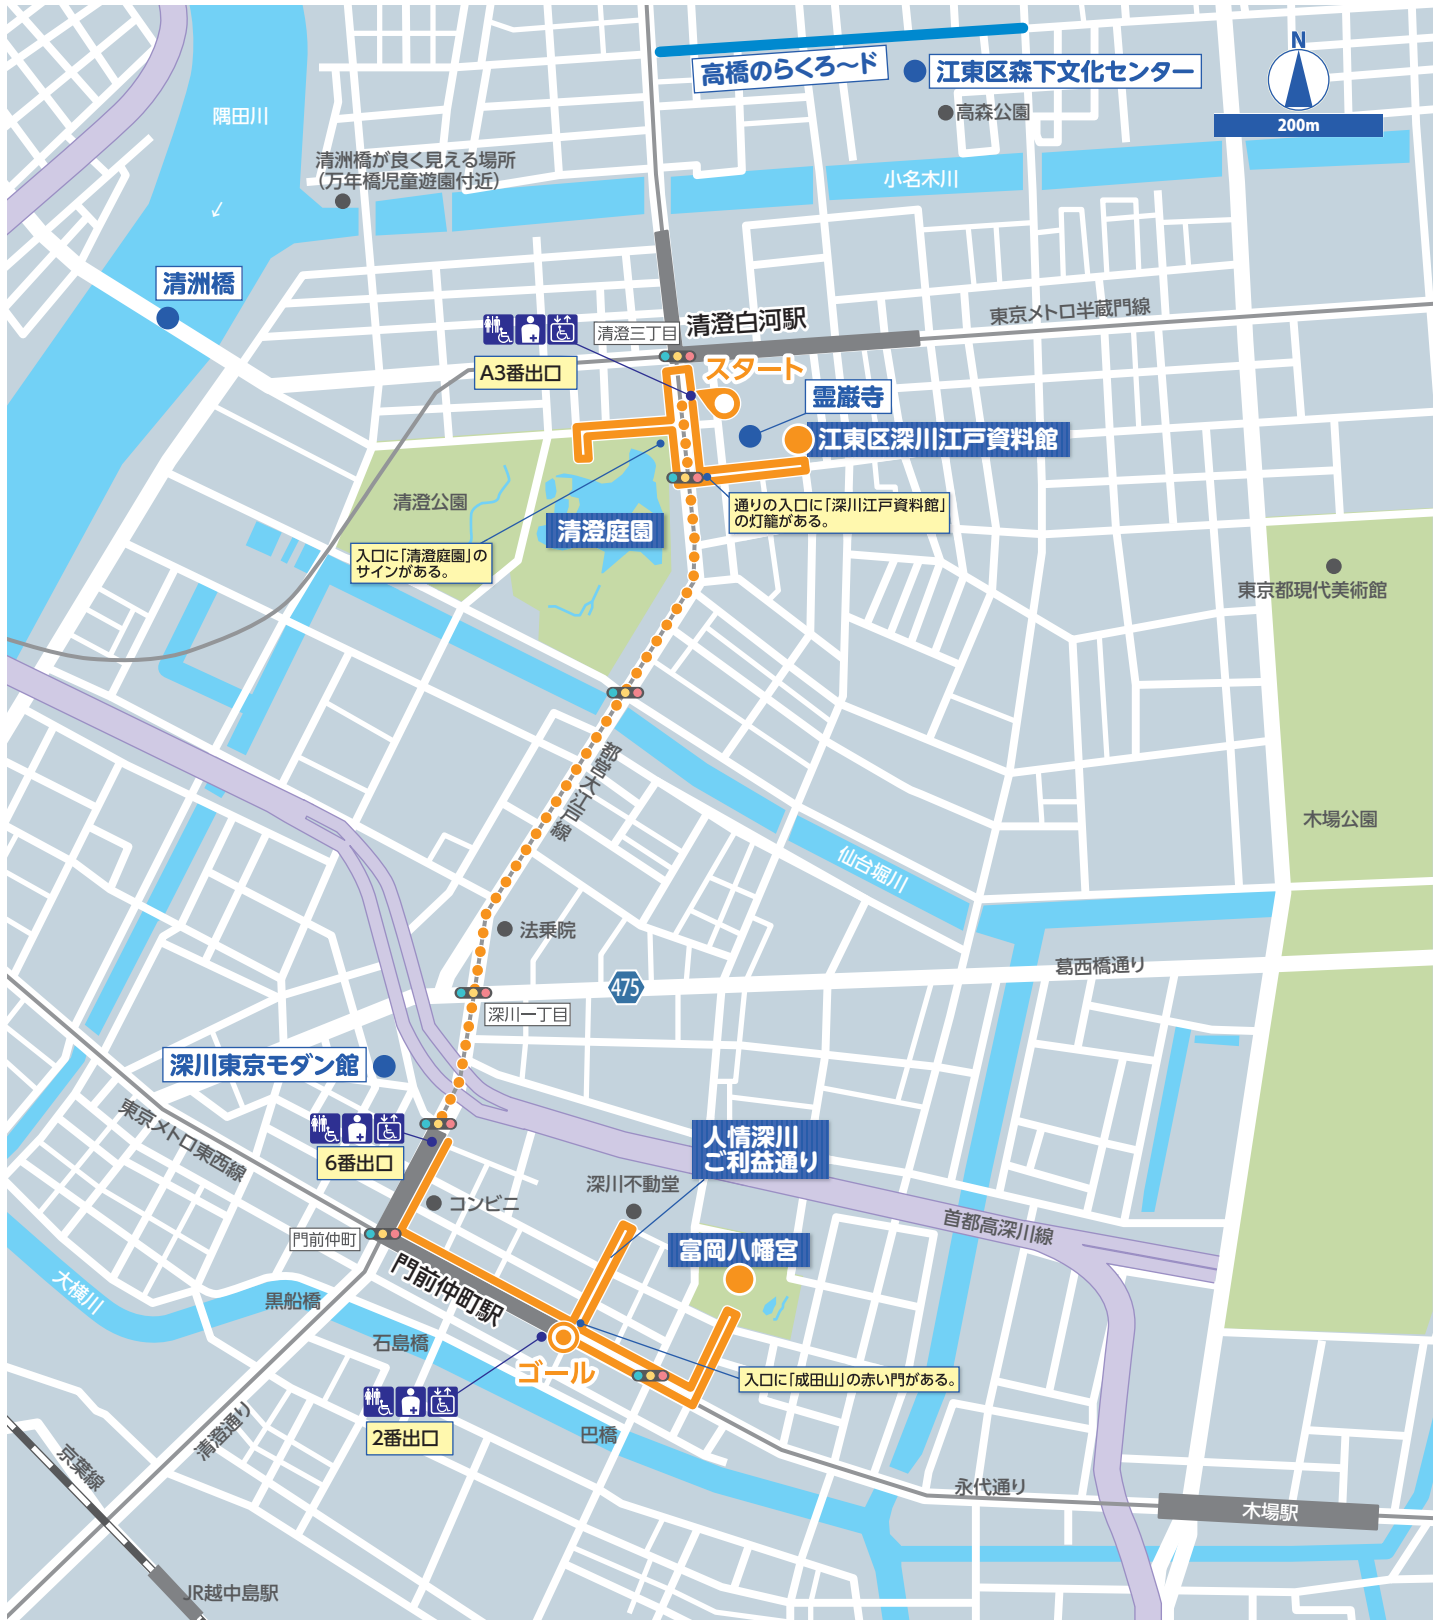 高橋のらくろ〜ド
江東区森下文化センター
N
200m
高森公園
隅田川
清洲橋が良く見える場所
（万年橋児童遊園付近）
小名木川
↓
清洲橋
清澄三丁目
清澄白河駅
東京メトロ半蔵門線
A3番出口
スタート
霊巌寺
江東区深川江戸資料館
清澄公園
通りの入口に「深川江戸資料館」
の灯籠がある。
清澄庭園
入口に「清澄庭園」の
サインがある。
東京都現代美術館
都営大江戸線
木場公園
仙台堀川
法乗院
475
葛西橋通り
深川一丁目
深川東京モダン館
東京メトロ東西線
人情深川
ご利益通り
6番出口
深川不動堂
コンビニ
首都高深川線
門前仲町
富岡八幡宮
門前仲町駅
大横川
黒船橋
石島橋
ゴール
入口に「成田山」の赤い門がある。
2番出口
巴橋
清澄通り
京葉線
永代通り
木場駅
JR越中島駅